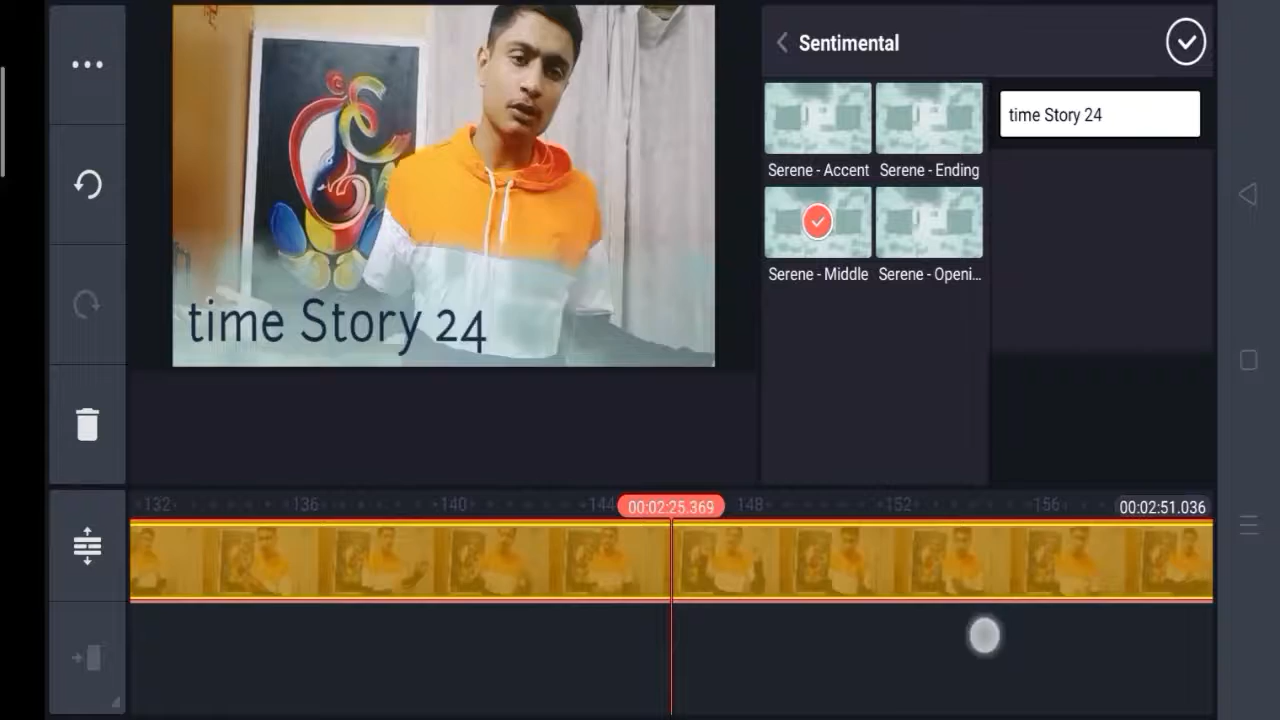 Sentimental
time Story 24
Serene - Accent
Serene - Ending
Serene - Middle
Serene - Openi...
time Story 24
132
136
140
144
00:02:25.369
148
152
156
00:02:51.036